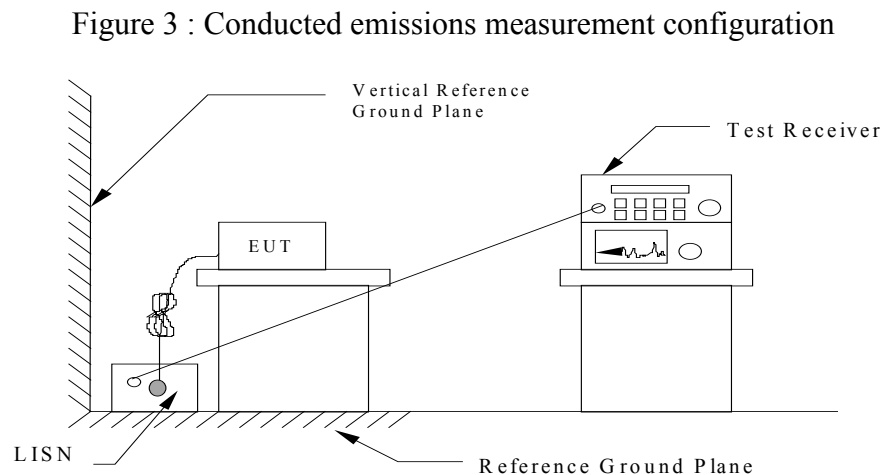 Figure 3 : Conducted emissions measurement configuration
Vertical Reference
Ground Plane
Test Receiver
EUT
LISN
Reference Ground Plane